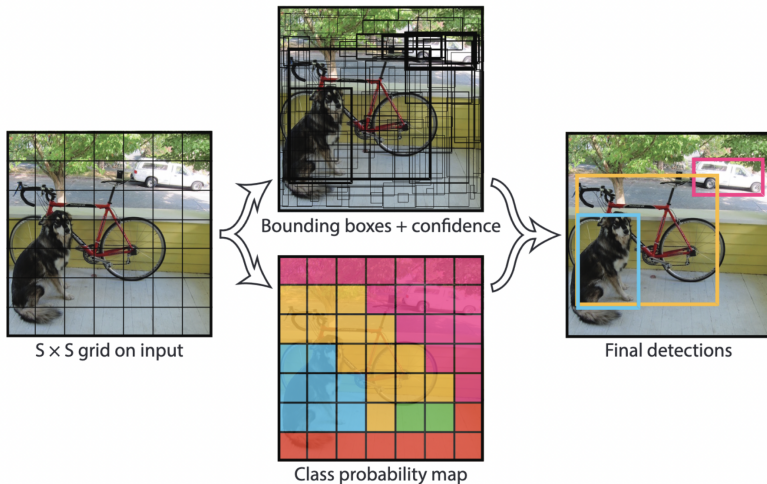 S × S grid on input
Bounding boxes + confidence
Class probability map
Final detections